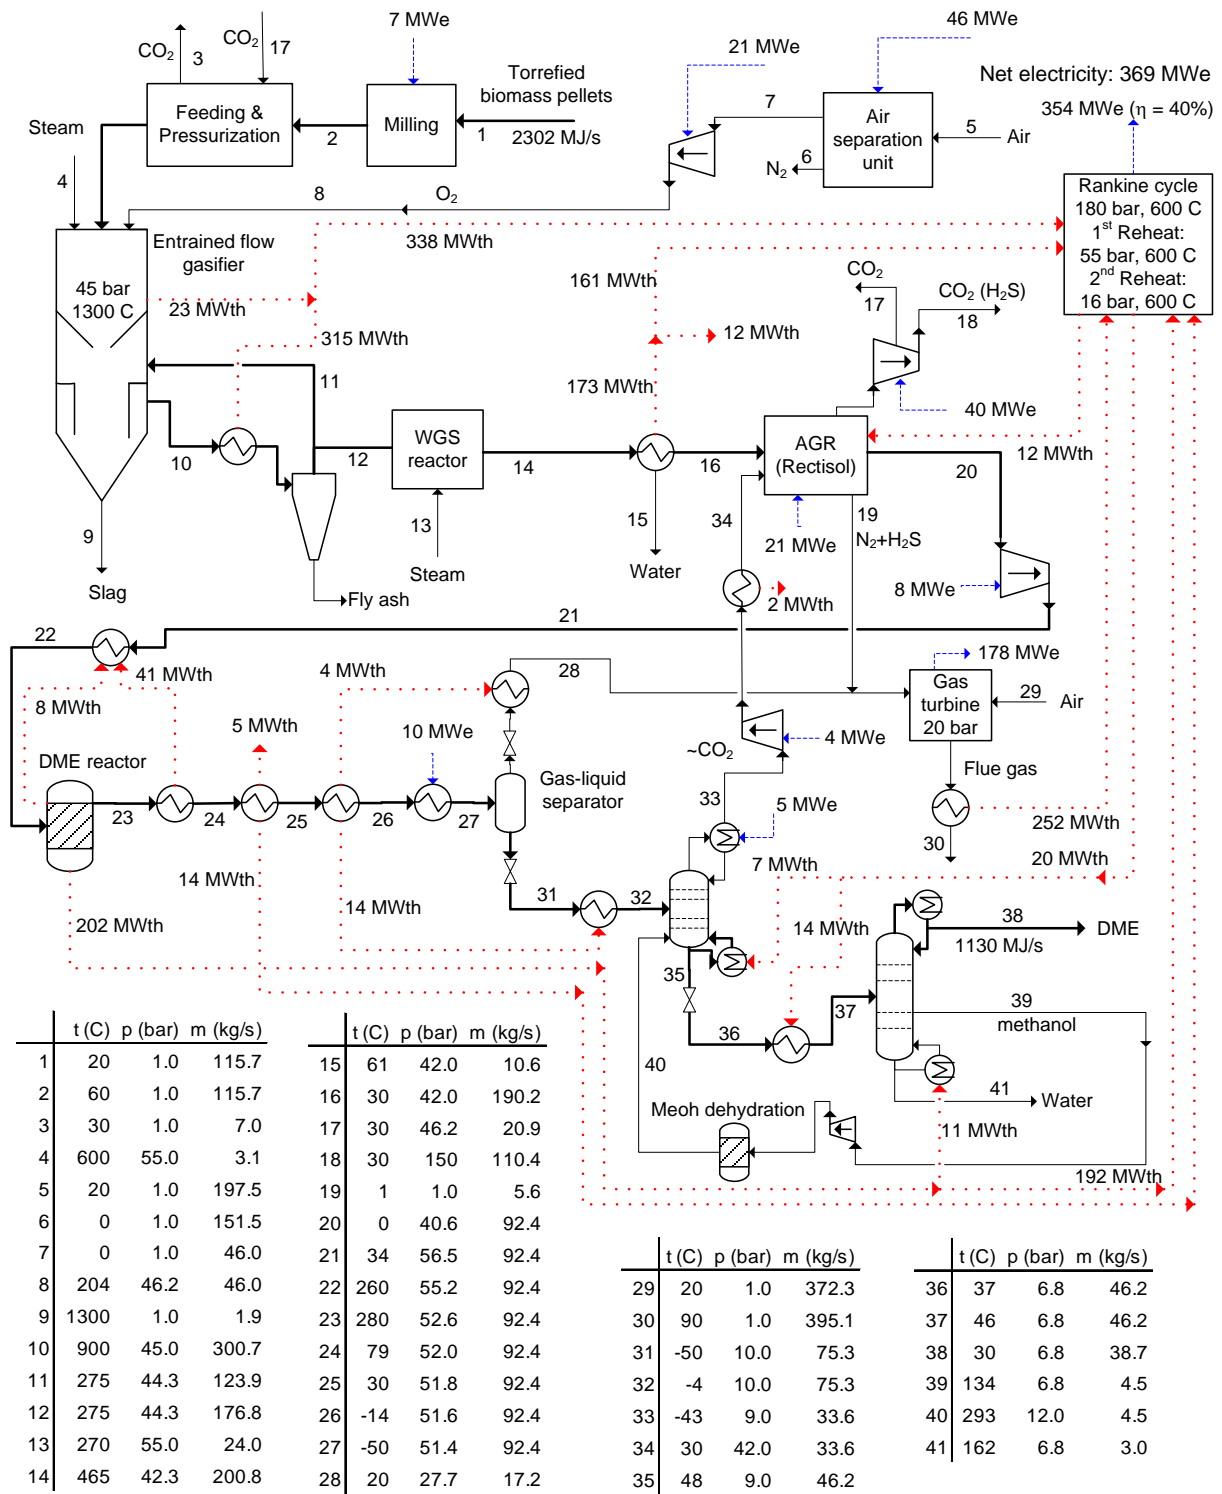 7 MWe
46 MWe
CO2
CO2
17
3
21 MWe
Net electricity: 369 MWe
Torrefied
biomass pellets
Steam
Feeding &
Pressurization
Milling
2
1
2302 MJ/s
7
Air
separation
unit
5
Air
6
N2
354 MWe (η = 40%)
4
8
O2
Rankine cycle
180 bar, 600 C
1st Reheat:
55 bar, 600 C
2nd Reheat:
16 bar, 600 C
338 MWth
Entrained flow
gasifier
45 bar
1300 C
23 MWth
161 MWth
CO2
17
CO2 (H2S)
18
315 MWth
12 MWth
11
173 MWth
40 MWe
WGS
reactor
10
12
14
16
AGR
(Rectisol)
20
12 MWth
9
Slag
13
Steam
15
Water
34
21 MWe
19
N2+H2S
Fly ash
2 MWth
8 MWe
22
21
41 MWth
4 MWth
28
178 MWe
8 MWth
5 MWth
Gas
turbine
20 bar
29
Air
10 MWe
4 MWe
~CO2
DME reactor
Gas-liquid
separator
Flue gas
23
24
25
26
27
33
5 MWe
252 MWth
30
7 MWth
20 MWth
14 MWth
14 MWth
31
32
202 MWth
14 MWth
38
DME
1130 MJ/s
35
36
37
39
methanol
40
41
Water
Meoh dehydration
11 MWth
192 MWth
t (C) p (bar) m (kg/s)
1 20 1.0 115.7
2 60 1.0 115.7
3 30 1.0 7.0
4 600 55.0 3.1
5 20 1.0 197.5
6 0 1.0 151.5
7 0 1.0 46.0
8 204 46.2 46.0
9 1300 1.0 1.9
10 900 45.0 300.7
11 275 44.3 123.9
12 275 44.3 176.8
13 270 55.0 24.0
14 465 42.3 200.8
t (C) p (bar) m (kg/s)
15 61 42.0 10.6
16 30 42.0 190.2
17 30 46.2 20.9
18 30 150 110.4
19 1 1.0 5.6
20 0 40.6 92.4
21 34 56.5 92.4
22 260 55.2 92.4
23 280 52.6 92.4
24 79 52.0 92.4
25 30 51.8 92.4
26 -14 51.6 92.4
27 -50 51.4 92.4
28 20 27.7 17.2
t (C) p (bar) m (kg/s)
29 20 1.0 372.3
30 90 1.0 395.1
31 -50 10.0 75.3
32 -4 10.0 75.3
33 -43 9.0 33.6
34 30 42.0 33.6
35 48 9.0 46.2
t (C) p (bar) m (kg/s)
36 37 6.8 46.2
37 46 6.8 46.2
38 30 6.8 38.7
39 134 6.8 4.5
40 293 12.0 4.5
41 162 6.8 3.0